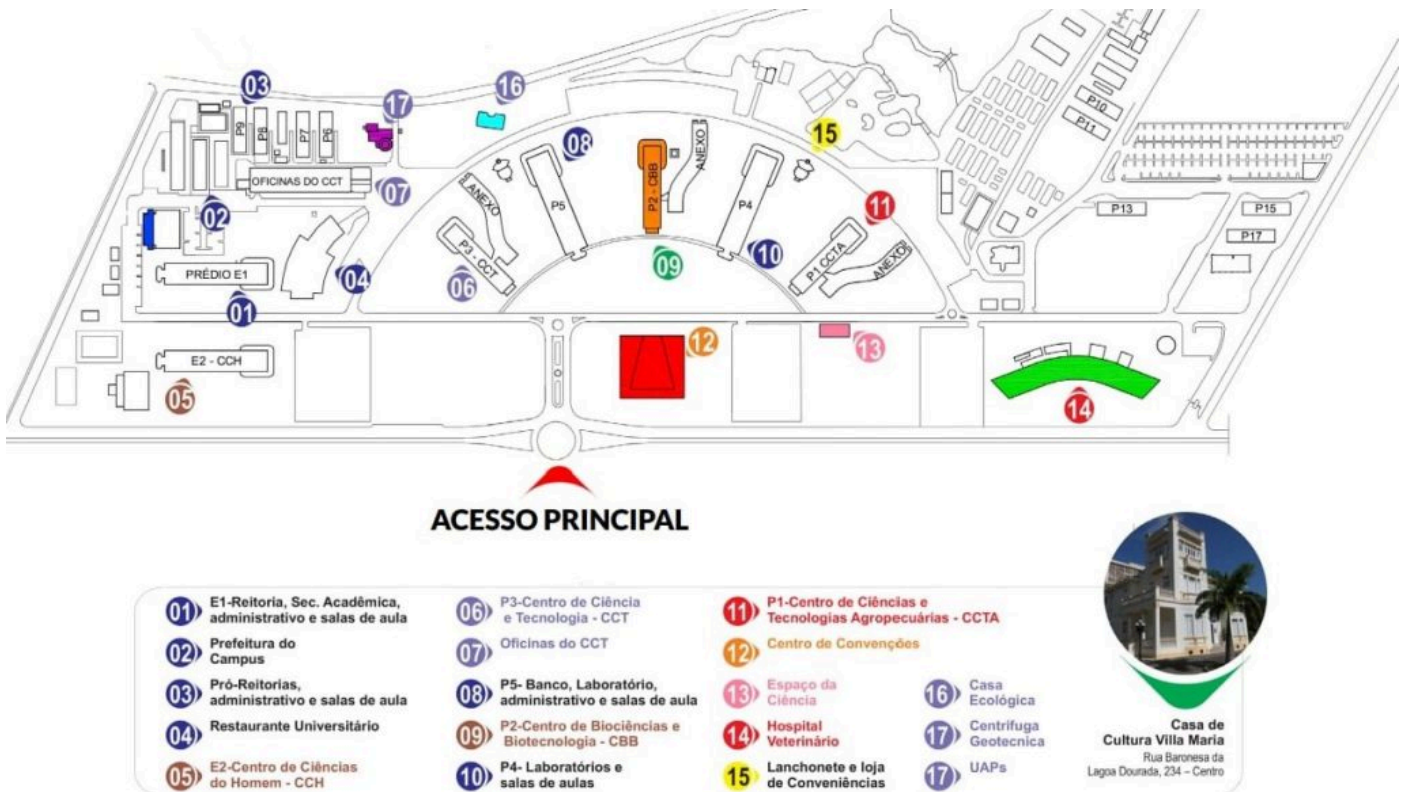 03
17
16
08
15
P9
P8
P7
P6
P10
P11
OFICINAS DO CCT
07
02
ANEXO
P5
P2 - CBB
ANEXO
P4
11
P13
P15
P17
P3 - CCT
P1 CCTA
ANEXO
PRÉDIO E1
04
06
09
10
01
12
13
E2 - CCH
05
14
ACESSO PRINCIPAL
01 E1-Reitoria, Sec. Acadêmica,
administrativo e salas de aula
02 Prefeitura do
Campus
03 Pró-Reitorias,
administrativo e salas de aula
04 Restaurante Universitário
05 E2-Centro de Ciências
do Homem - CCH
06 P3-Centro de Ciência
e Tecnologia - CCT
07 Oficinas do CCT
08 P5- Banco, Laboratório,
administrativo e salas de aula
09 P2-Centro de Biociências e
Biotecnologia - CBB
10 P4- Laboratórios e
salas de aulas
11 P1-Centro de Ciências e
Tecnologias Agropecuárias - CCTA
12 Centro de Convenções
13 Espaço da
Ciência
14 Hospital
Veterinário
15 Lanchonete e loja
de Conveniências
16 Casa
Ecológica
17 Centrifuga
Geotecnica
17 UAPs
Casa de
Cultura Villa Maria
Rua Baronesa da
Lagoa Dourada, 234 – Centro